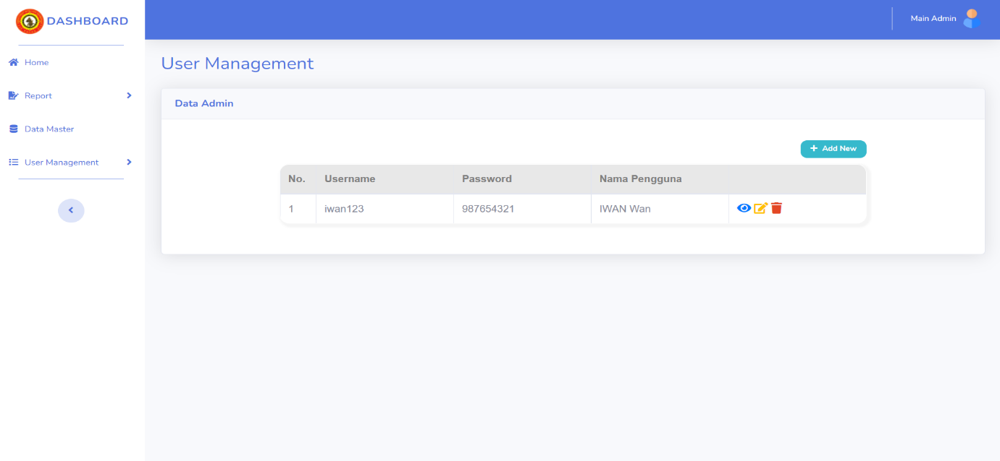 DASHBOARD
Main Admin
Home
Report
Data Master
User Management
User Management
Data Admin
Add New
No. Username Password Nama Pengguna
1 iwan123 987654321 IWAN Wan